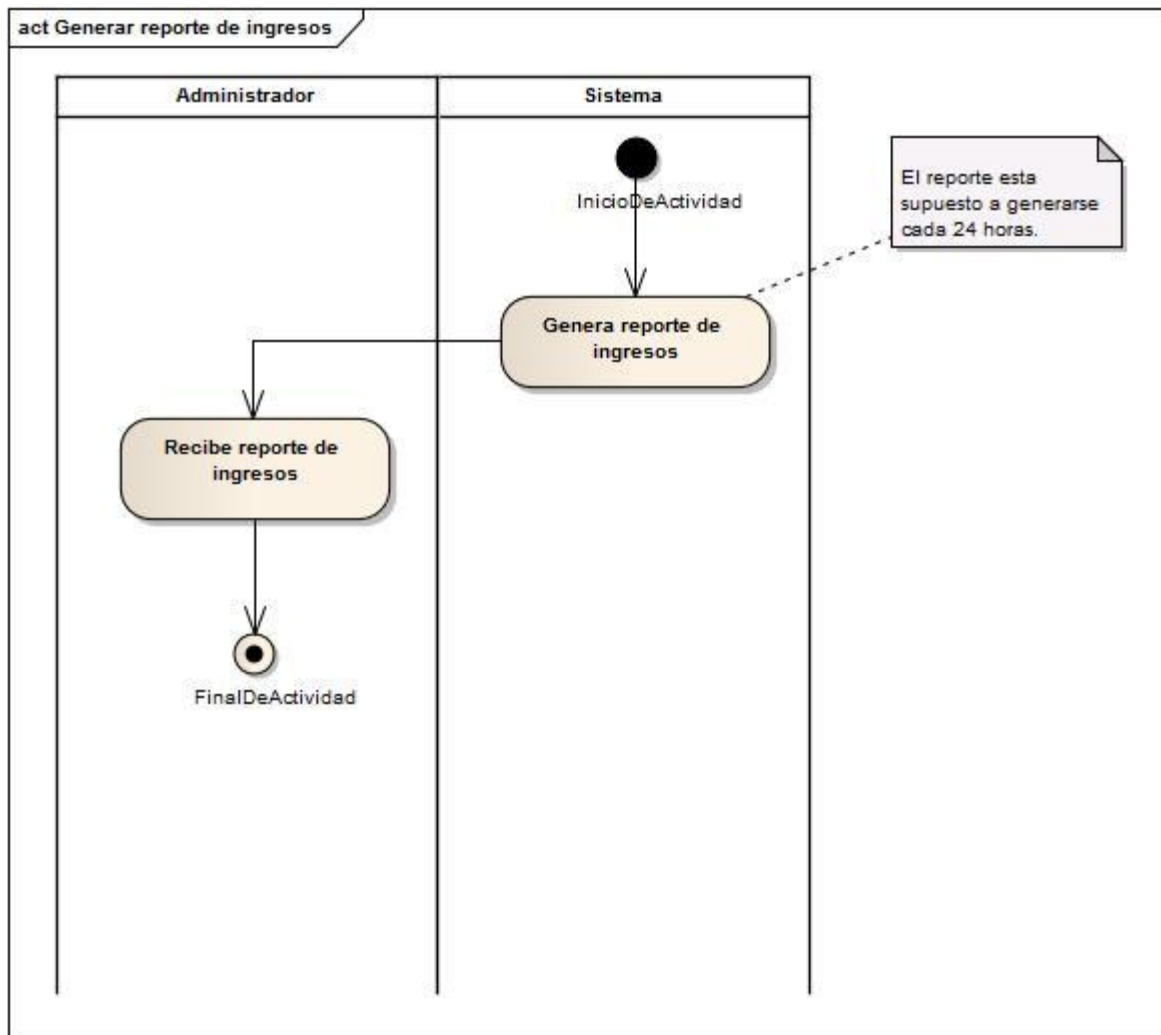 act Generar reporte de ingresos
Administrador
Sistema
InicioDeActividad
El reporte esta
supuesto a generarse
cada 24 horas.
Genera reporte de
ingresos
Recibe reporte de
ingresos
FinalDeActividad